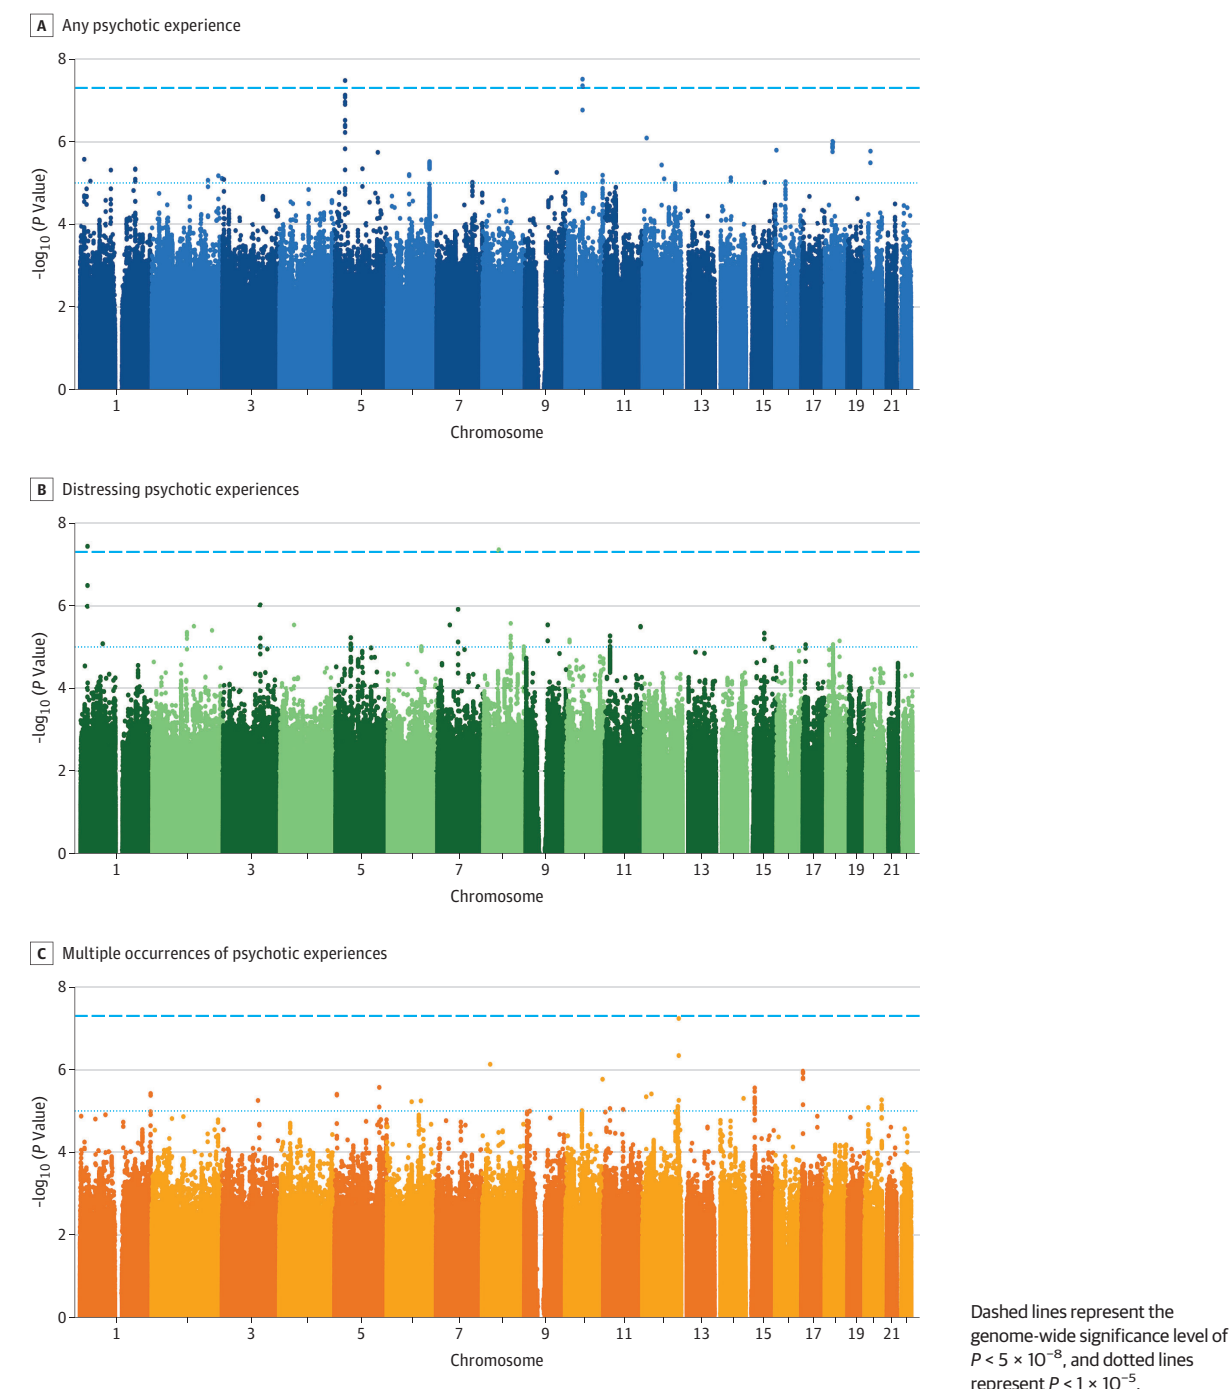 A Any psychotic experience
8
6
4
2
0
-log10 (P Value)
1 3 5 7 9 11 13 15 17 19 21
Chromosome
B Distressing psychotic experiences
8
6
4
2
0
-log10 (P Value)
1 3 5 7 9 11 13 15 17 19 21
Chromosome
C Multiple occurrences of psychotic experiences
8
6
4
2
0
-log10 (P Value)
1 3 5 7 9 11 13 15 17 19 21
Chromosome
Dashed lines represent the
genome-wide significance level of
P < 5 × 10⁻⁸, and dotted lines
represent P < 1 × 10⁻⁵.